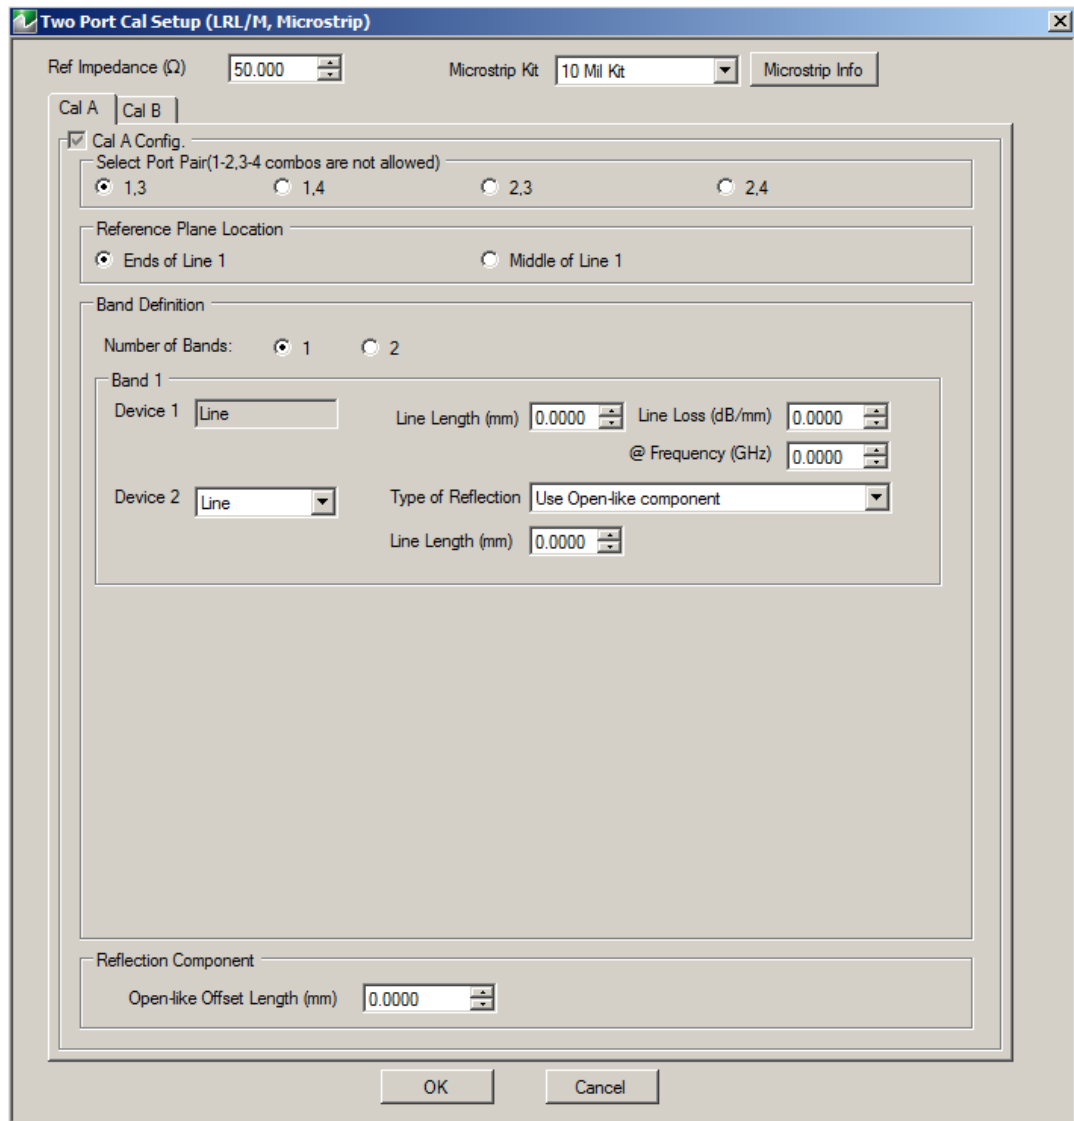 Two Port Cal Setup (LRL/M, Microstrip)
Ref Impedance (Ω) 50.000 Microstrip Kit 10 Mil Kit Microstrip Info
Cal A Cal B
Cal A Config.
Select Port Pair(1-2,3-4 combos are not allowed)
1,3 1,4 2,3 2,4
Reference Plane Location
Ends of Line 1 Middle of Line 1
Band Definition
Number of Bands: 1 2
Band 1
Device 1 Line Line Length (mm) 0.0000 Line Loss (dB/mm) 0.0000
@ Frequency (GHz) 0.0000
Device 2 Line Type of Reflection Use Open-like component
Line Length (mm) 0.0000
Reflection Component
Open-like Offset Length (mm) 0.0000
OK Cancel